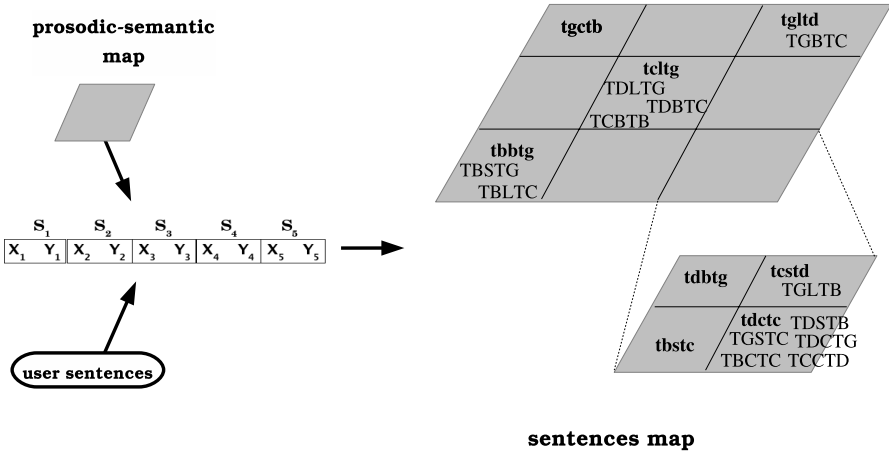 prosodic-semantic
map
S1 S2 S3 S4 S5
X1 Y1 X2 Y2 X3 Y3 X4 Y4 X5 Y5
user sentences
tgctb
tgltd
TGBTC
tcltg
TDLTG
TDBTC
TCBTB
tbbtg
TBSTG
TBLTC
tdbtg
tcstd
TGLTB
tbstc
tdctc
TDSTB
TGSTC
TDCTG
TBCTC TCCTD
sentences map